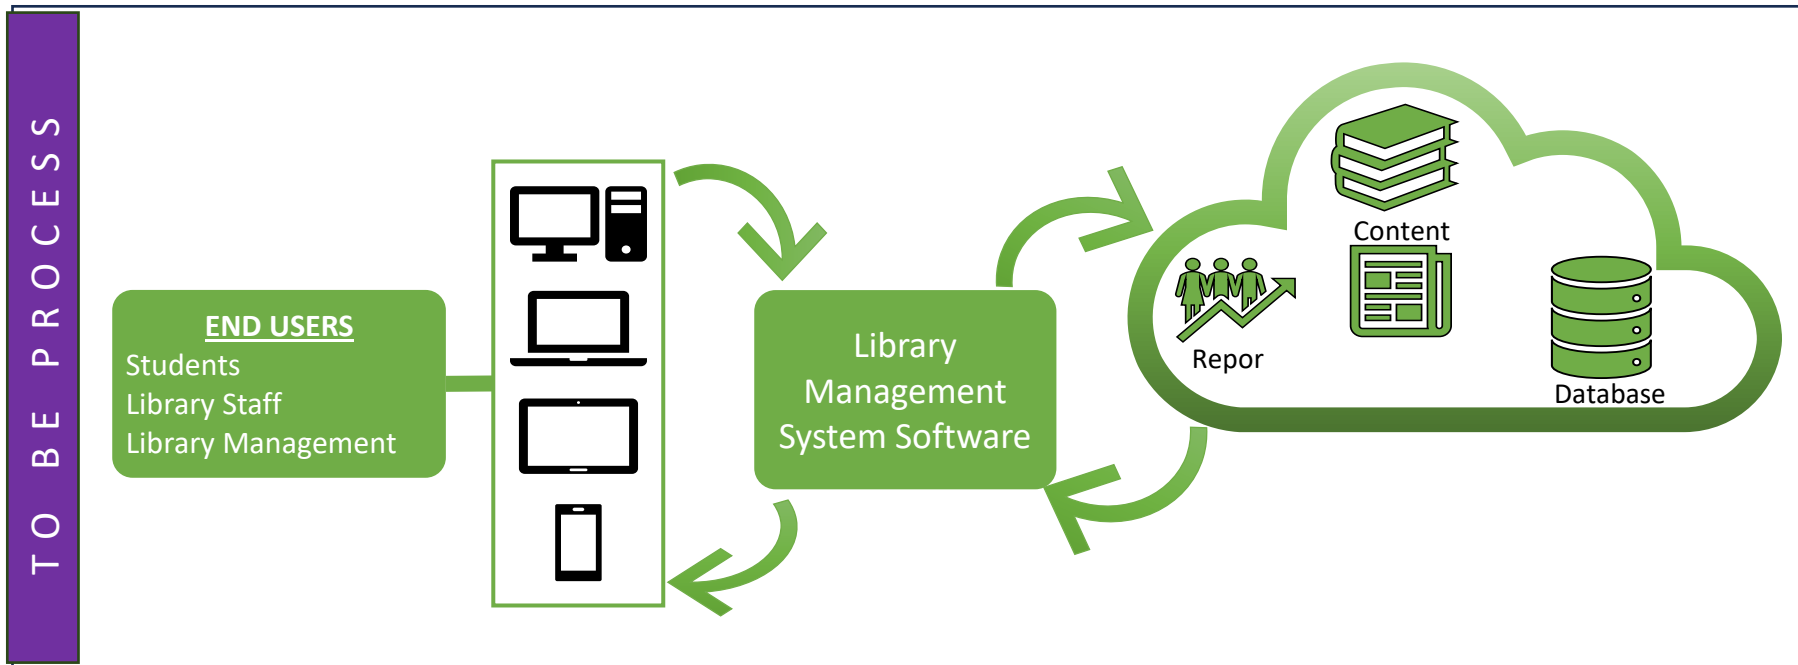 TO BE PROCESS
END USERS
Students
Library Staff
Library Management
Library
Management
System Software
Content
Repor
Database